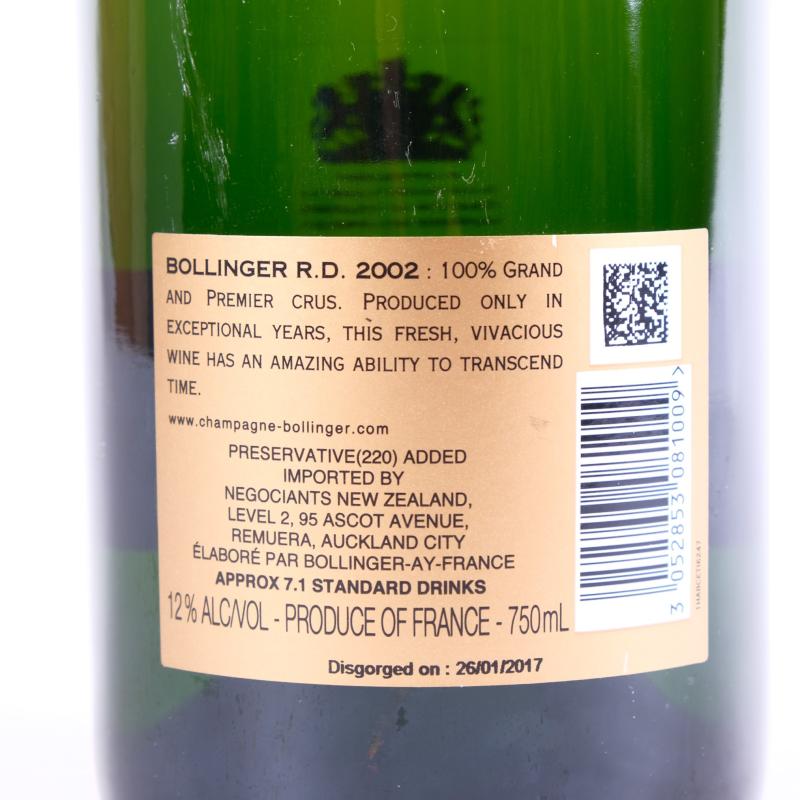 BOLLINGER R.D. 2002 : 100% GRAND
AND PREMIER CRUS. PRODUCED ONLY IN
EXCEPTIONAL YEARS, THIS FRESH, VIVACIOUS
WINE HAS AN AMAZING ABILITY TO TRANSCEND
TIME.
www.champagne-bollinger.com
PRESERVATIVE(220) ADDED
IMPORTED BY
NEGOCIANTS NEW ZEALAND,
LEVEL 2, 95 ASCOT AVENUE,
REMUERA, AUCKLAND CITY
ÉLABORÉ PAR BOLLINGER-AY-FRANCE
APPROX 7.1 STANDARD DRINKS
12% ALC/VOL - PRODUCE OF FRANCE - 750mL
Disgorged on : 26/01/2017
3 052853 081009 >